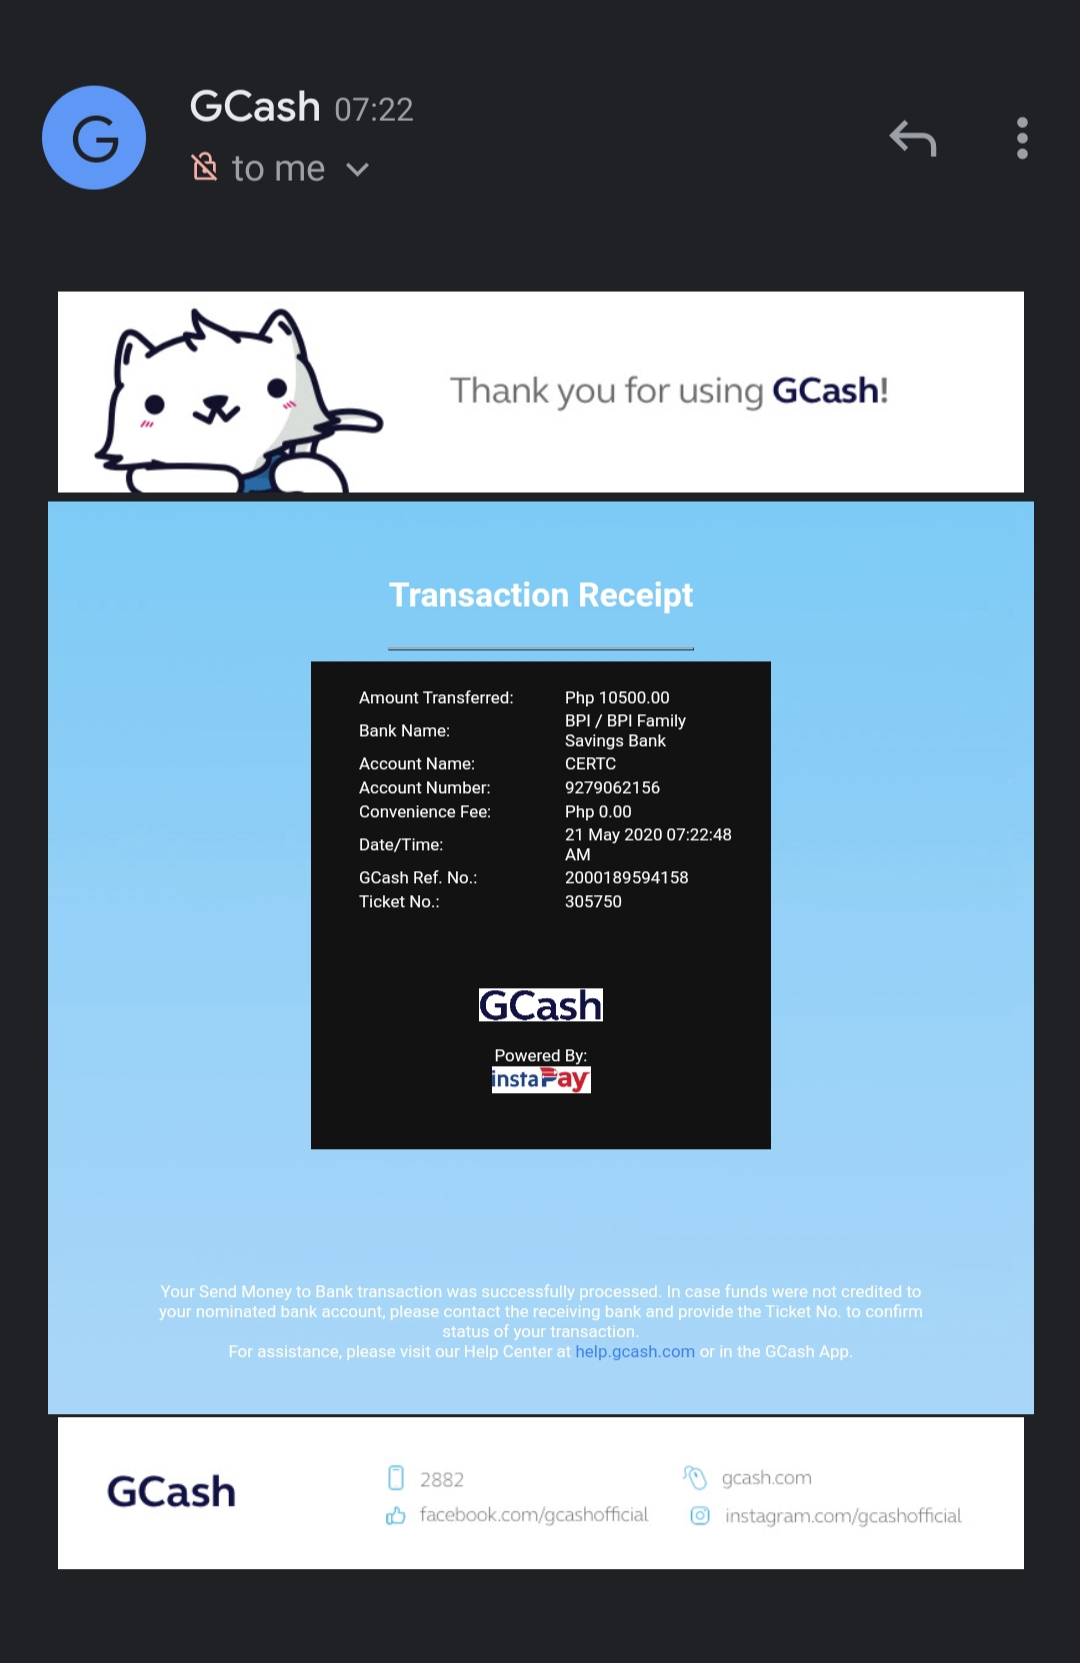 GCash 07:22
G
to me
Thank you for using GCash!
Transaction Receipt
Amount Transferred: Php 10500.00
Bank Name: BPI / BPI Family
Savings Bank
Account Name: CERTC
Account Number: 9279062156
Convenience Fee: Php 0.00
Date/Time: 21 May 2020 07:22:48
AM
GCash Ref. No.: 2000189594158
Ticket No.: 305750
GCash
Powered By:
instaPay
Your Send Money to Bank transaction was successfully processed. In case funds were not credited to
your nominated bank account, please contact the receiving bank and provide the Ticket No. to confirm
status of your transaction.
For assistance, please visit our Help Center at help.gcash.com or in the GCash App.
GCash
2882
gcash.com
facebook.com/gcashofficial
instagram.com/gcashofficial